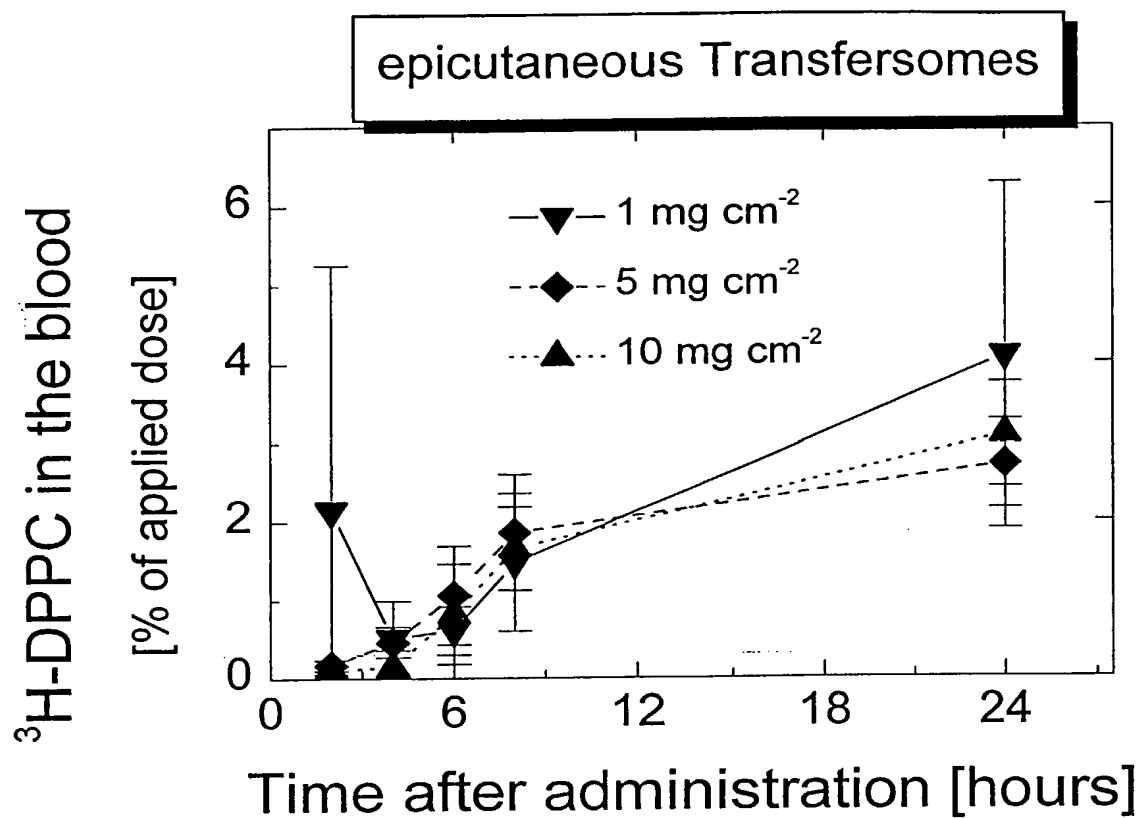 epicutaneous Transfersomes
³H-DPPC in the blood
[% of applied dose]
6
4
2
0
1 mg cm⁻²
5 mg cm⁻²
10 mg cm⁻²
0 6 12 18 24
Time after administration [hours]